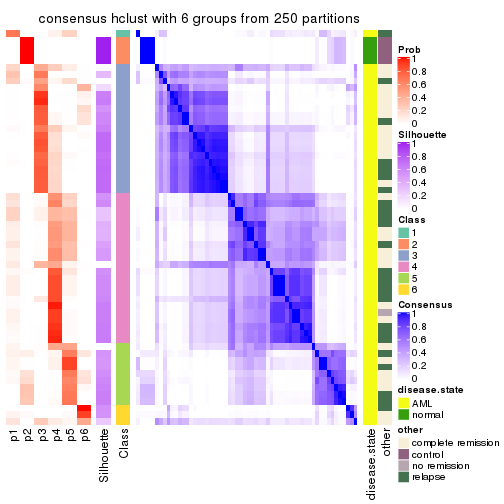 consensus hclust with 6 groups from 250 partitions
Prob
1
0.8
0.6
0.4
0.2
0
Silhouette
1
0.8
0.6
0.4
0.2
0
Class
1
2
3
4
5
6
Consensus
1
0.8
0.6
0.4
0.2
0
disease.state
AML
normal
other
complete remission
control
no remission
relapse
p1
p2
p3
p4
p5
p6
Silhouette
Class
disease.state
other